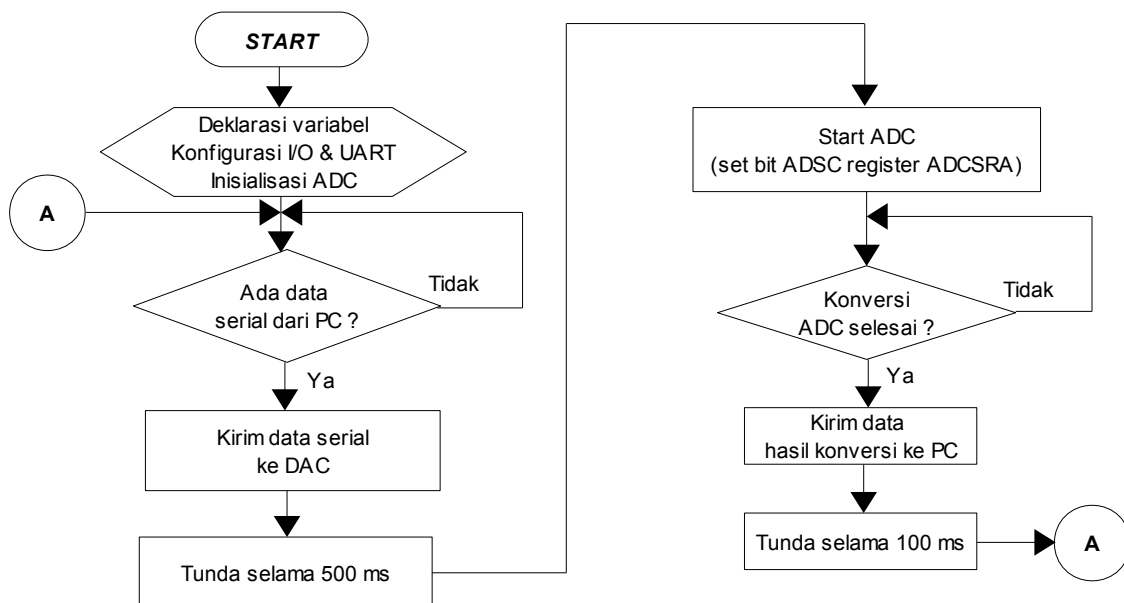 START
Deklarasi variabel
Konfigurasi I/O & UART
Inisialisasi ADC
A
Ada data
serial dari PC ?
Tidak
Ya
Kirim data serial
ke DAC
Tunda selama 500 ms
Start ADC
(set bit ADSC register ADCSRA)
Konversi
ADC selesai ?
Tidak
Ya
Kirim data
hasil konversi ke PC
Tunda selama 100 ms
A